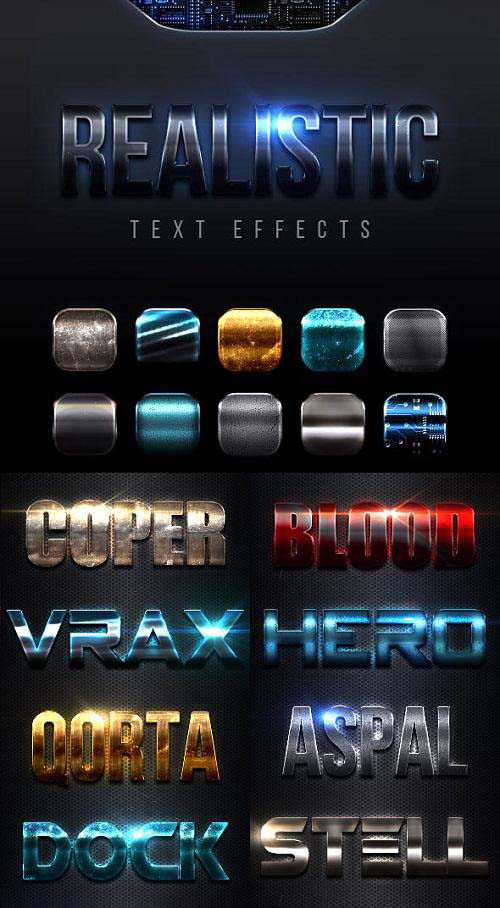 REALISTIC
TEXT EFFECTS
COPER
BLOOD
VRAX
HERO
QORTA
ASPAL
DOCK
STELL